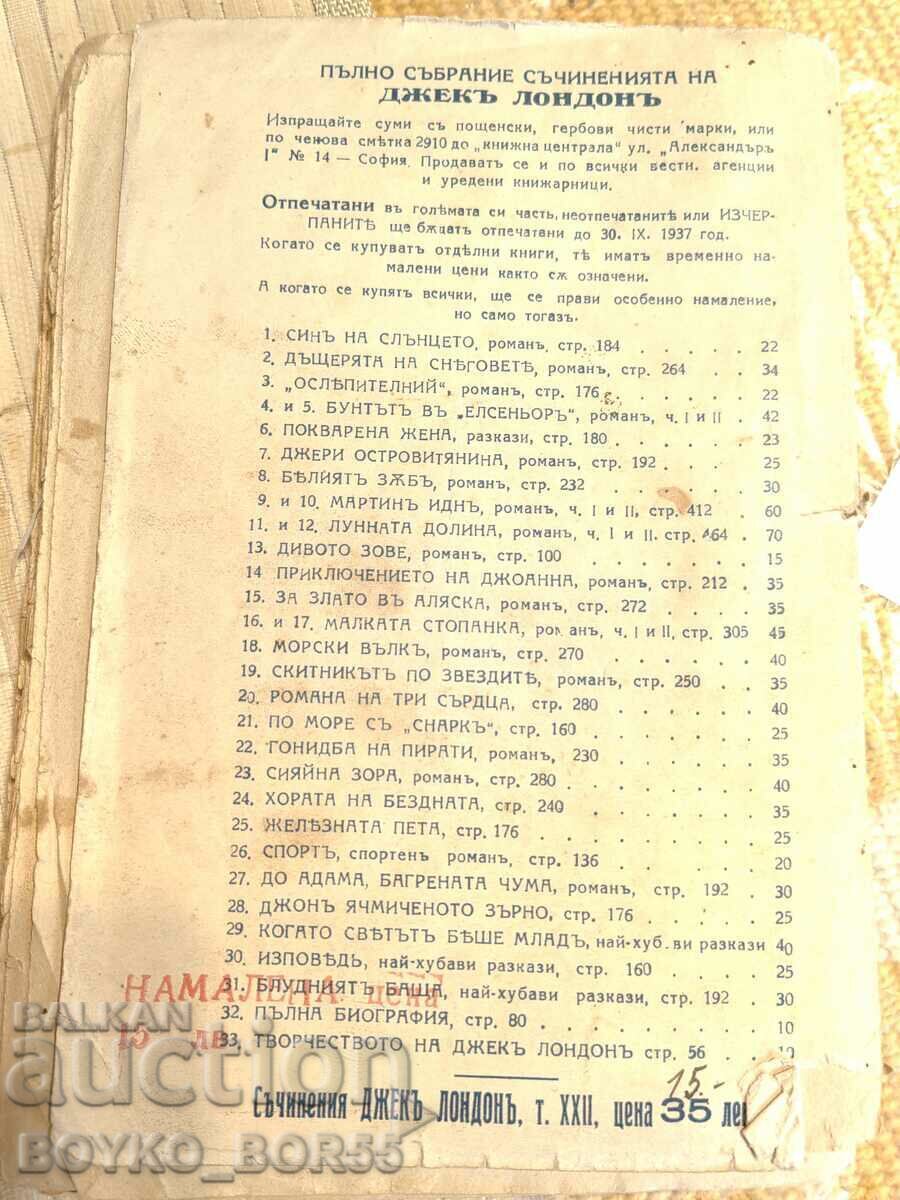 ПЪЛНО СЪБРАНИЕ СЪЧИНЕНИЯТА НА
ДЖЕКЪ ЛОНДОНЪ
Изпращайте суми съ пощенски, гербови чисти марки, или
по чекова смѣтка 2910 до „книжна централа" ул. „Александъръ
I" № 14 — София. Продаватъ се и по всички вести. агенции
и уредени книжарници.
Отпечатани въ голѣмата си часть, неотпечатанитѣ или ИЗЧЕР-
ПАНИТѢ ще бѫдатъ отпечатани до 30. IX. 1937 год.
Когато се купуватъ отдѣлни книги, тѣ иматъ временно на-
малени цени както сѫ означени.
А когато се купятъ всички, ще се прави особенно намаление,
но само тогазъ.
1. СИНЪ НА СЛЪНЦЕТО, романъ, стр. 184 . . . . . 22
2. ДЪЩЕРЯТА НА СНѢГОВЕТѢ, романъ, стр. 264 . . 34
3. „ОСЛѢПИТЕЛНИЙ", романъ, стр. 176 . . . . . 22
4. и 5. БУНТЪТЪ ВЪ „ЕЛСЕНЬОРЪ", романъ, ч. I и II . 42
6. ПОКВАРЕНА ЖЕНА, разкази, стр. 180 . . . . . . 23
7. ДЖЕРИ ОСТРОВИТЯНИНА, романъ, стр. 192 . . . 25
8. БѢЛИЯТЪ ЗѪБЪ, романъ, стр. 232 . . . . . . 30
9. и 10. МАРТИНЪ ИДНЪ, романъ, ч. I и II, стр. 412 . 60
11. и 12. ЛУННАТА ДОЛИНА, романъ, ч. I и II. стр. 464 . 70
13. ДИВОТО ЗОВЕ, романъ, стр. 100 . . . . . . . 15
14 ПРИКЛЮЧЕНИЕТО НА ДЖОАННА, романъ, стр. 212 . 35
15. ЗА ЗЛАТО ВЪ АЛЯСКА, романъ, стр. 272 . . . . 35
16. и 17. МАЛКАТА СТОПАНКА, романъ, ч. I и II, стр. 305 45
18. МОРСКИ ВЪЛКЪ, романъ, стр. 270 . . . . . . 40
19. СКИТНИКЪТЪ ПО ЗВЕЗДИТѢ, романъ, стр. 250 . . 35
20. РОМАНА НА ТРИ СЪРДЦА, стр. 280 . . . . . . 40
21. ПО МОРЕ СЪ „СНАРКЪ", стр. 160 . . . . . . . 25
22. ГОНИДБА НА ПИРАТИ, романъ, 230 . . . . . . 35
23. СИЯЙНА ЗОРА, романъ, стр. 280 . . . . . . . 40
24. ХОРАТА НА БЕЗДНАТА, стр. 240 . . . . . . . 35
25. ЖЕЛѢЗНАТА ПЕТА, стр. 176 . . . . . . . . 25
26. СПОРТЪ, спортенъ романъ, стр. 136 . . . . . 20
27. ДО АДАМА, БАГРЕНАТА ЧУМА, романъ, стр. 192 . 30
28. ДЖОНЪ ЯЧМИЧЕНОТО ЗЪРНО, стр. 176 . . . . . 25
29. КОГАТО СВѢТЪТЪ БѢШЕ МЛАДЪ, най-хуб.ви разкази 40
30. ИЗПОВЕДЬ, най-хубави разкази, стр. 160 . . . . 25
31. БЛУДНИЯТЪ БАЩА, най-хубави разкази, стр. 192 . 30
32. ПЪЛНА БИОГРАФИЯ, стр. 80 . . . . . . . . 10
33. ТВОРЧЕСТВОТО НА ДЖЕКЪ ЛОНДОНЪ стр. 56 . . 10
НАМАЛЕНА цена
15 лв
15.-
Съчинения ДЖЕКЪ ЛОНДОНЪ, т. XXII, цена 35 лев
BALKAN
auction
BOYKO_BOR55